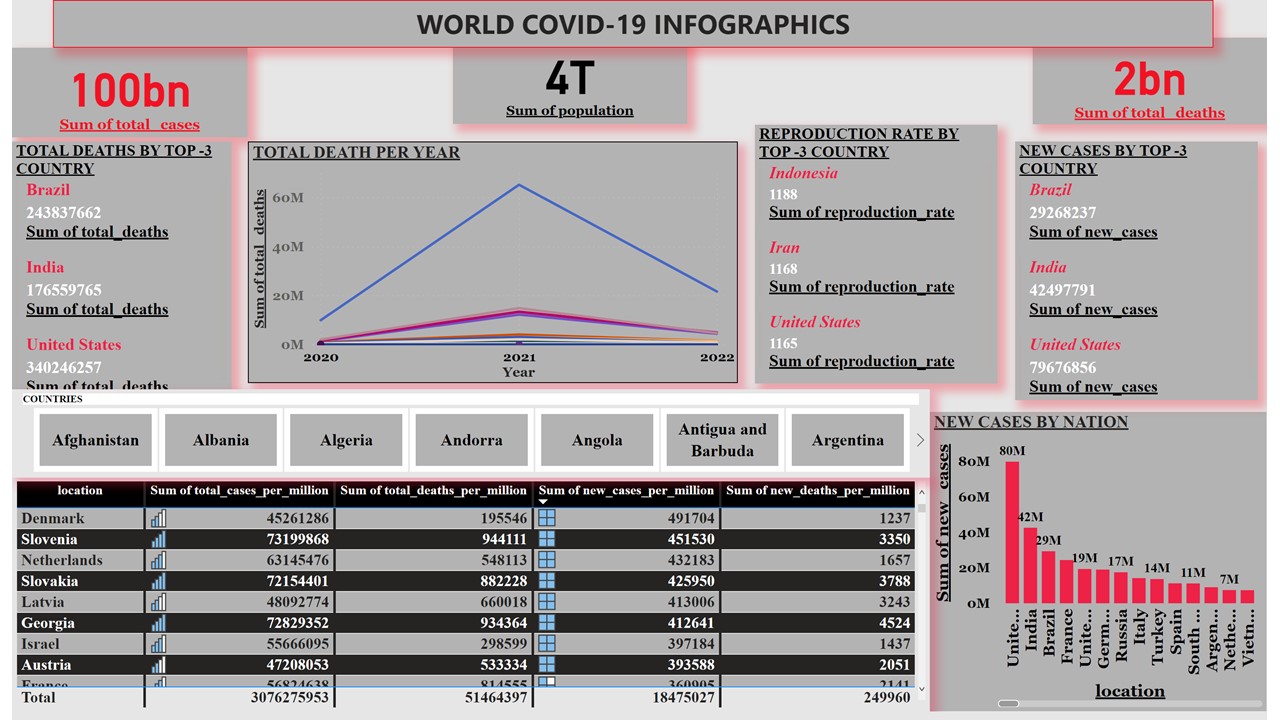 WORLD COVID-19 INFOGRAPHICS
100bn
Sum of total_cases
4T
Sum of population
2bn
Sum of total_deaths
TOTAL DEATHS BY TOP -3
COUNTRY
Brazil
243837662
Sum of total_deaths
India
176559765
Sum of total_deaths
United States
340246257
Sum of total_deaths
TOTAL DEATH PER YEAR
Sum of total_deaths
60M
40M
20M
0M
2020
2021
2022
Year
REPRODUCTION RATE BY
TOP -3 COUNTRY
Indonesia
1188
Sum of reproduction_rate
Iran
1168
Sum of reproduction_rate
United States
1165
Sum of reproduction_rate
NEW CASES BY TOP -3
COUNTRY
Brazil
29268237
Sum of new_cases
India
42497791
Sum of new_cases
United States
79676856
Sum of new_cases
COUNTRIES
Afghanistan
Albania
Algeria
Andorra
Angola
Antigua and
Barbuda
Argentina
location Sum of total_cases_per_million Sum of total_deaths_per_million Sum of new_cases_per_million Sum of new_deaths_per_million
Denmark 45261286 195546 491704 1237
Slovenia 73199868 944111 451530 3350
Netherlands 63145476 548113 432183 1657
Slovakia 72154401 882228 425950 3788
Latvia 48092774 660018 413006 3243
Georgia 72829352 934364 412641 4524
Israel 55666095 298599 397184 1437
Austria 47208053 533334 393588 2051
France 56824638 814555 360905 2141
Total 3076275953 51464397 18475027 249960
NEW CASES BY NATION
Sum of new_cases
80M
60M
40M
20M
0M
80M
42M
29M
19M
17M
14M
11M
7M
Unite...
India
Brazil
France
Unite...
Germ...
Russia
Italy
Turkey
Spain
South ...
Argen...
Nethe...
Vietn...
location